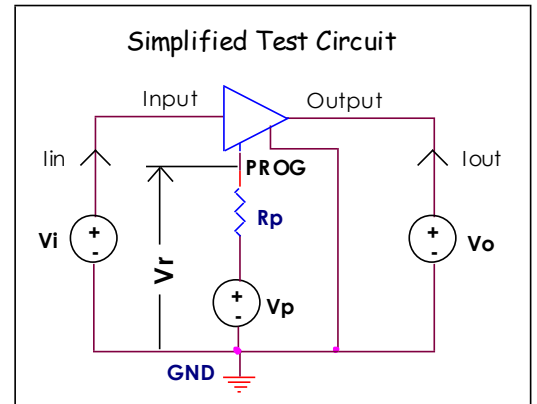 Simplified Test Circuit
Input
Output
Iin
PROG
Iout
Rp
Vi
+
-
Vr
+
-
Vp
+
-
Vo
GND